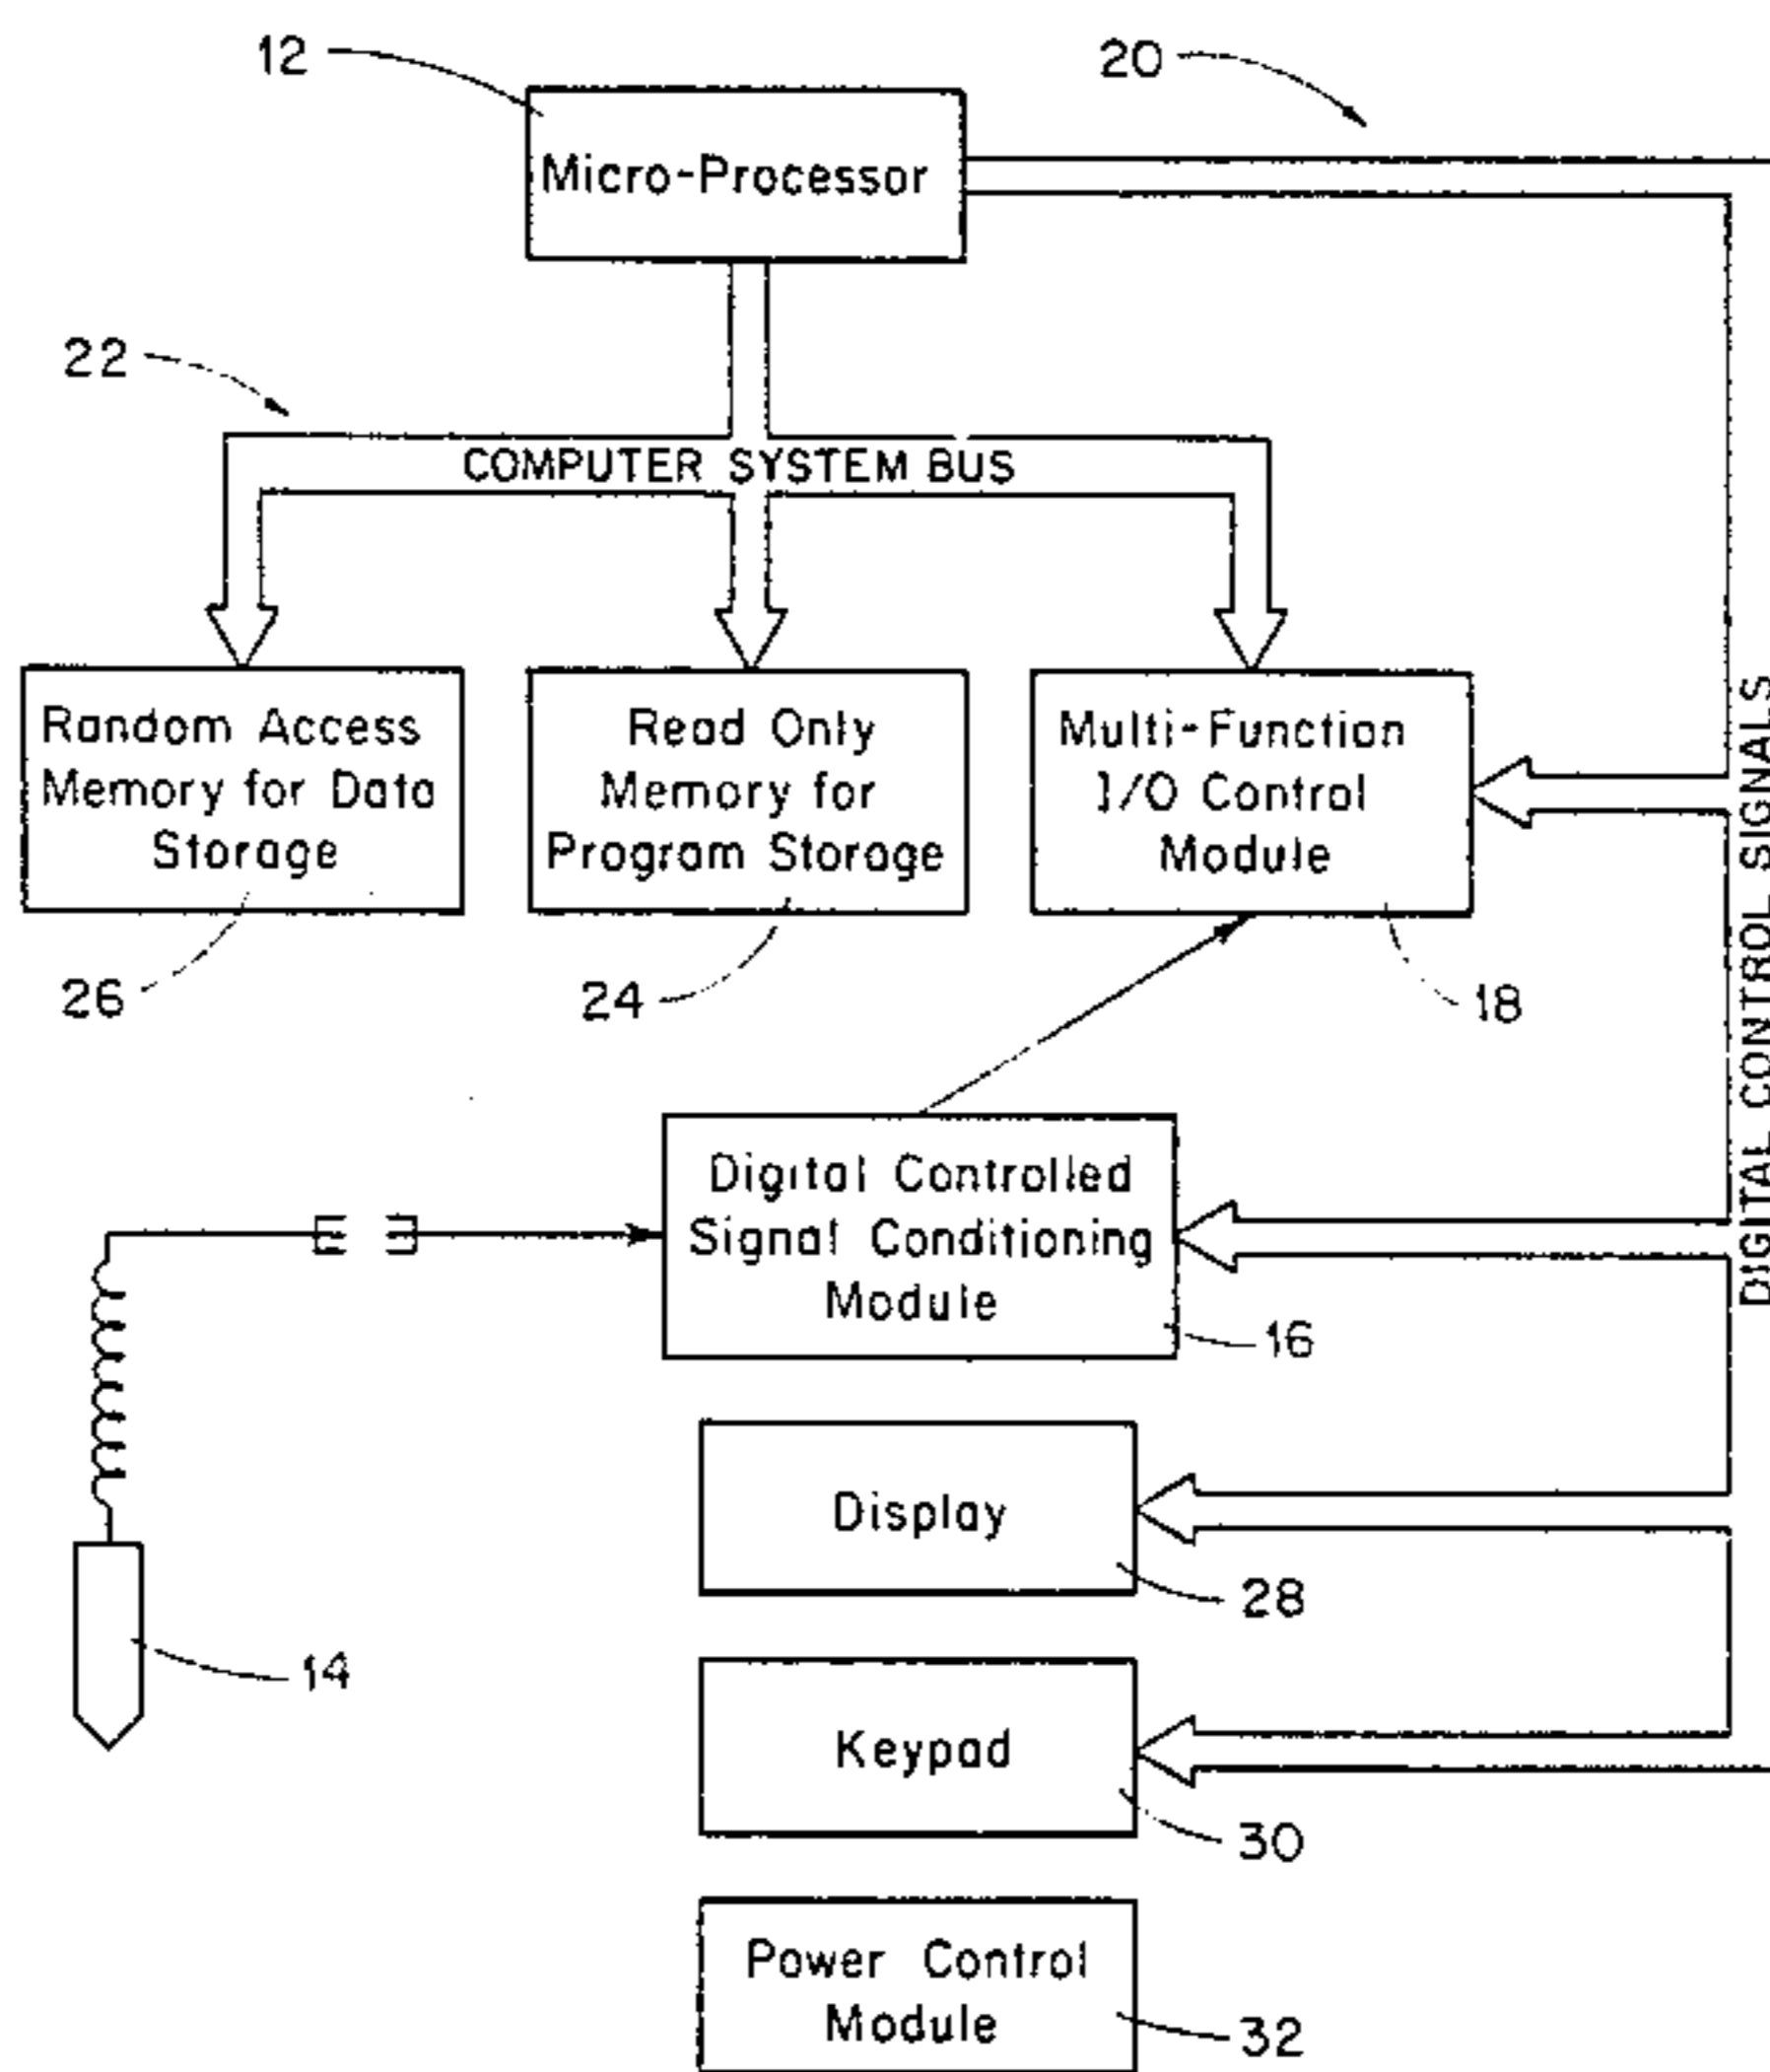 12
20
Micro-Processor
22
COMPUTER SYSTEM BUS
Random Access
Memory for Data
Storage
Read Only
Memory for
Program Storage
Multi-Function
I/O Control
Module
26
24
18
DIGITAL CONTROL SIGNALS
Digital Controlled
Signal Conditioning
Module
16
Display
28
14
Keypad
30
Power Control
Module
32